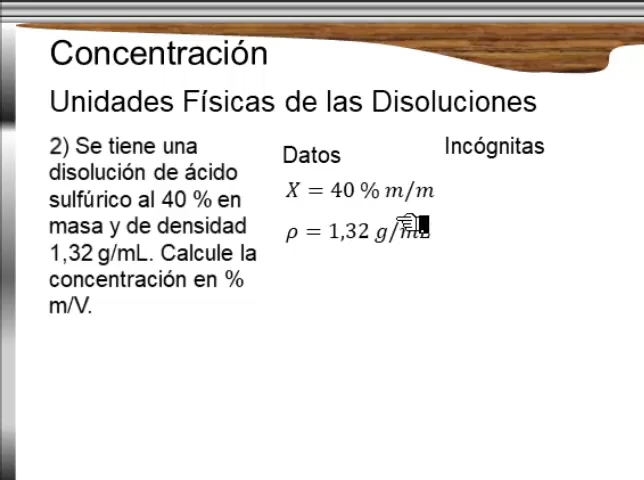 Concentración
Unidades Físicas de las Disoluciones
2) Se tiene una
disolución de ácido
sulfúrico al 40 % en
masa y de densidad
1,32 g/mL. Calcule la
concentración en %
m/V.
Datos
X = 40 % m/m
ρ = 1,32 g/mL
Incógnitas